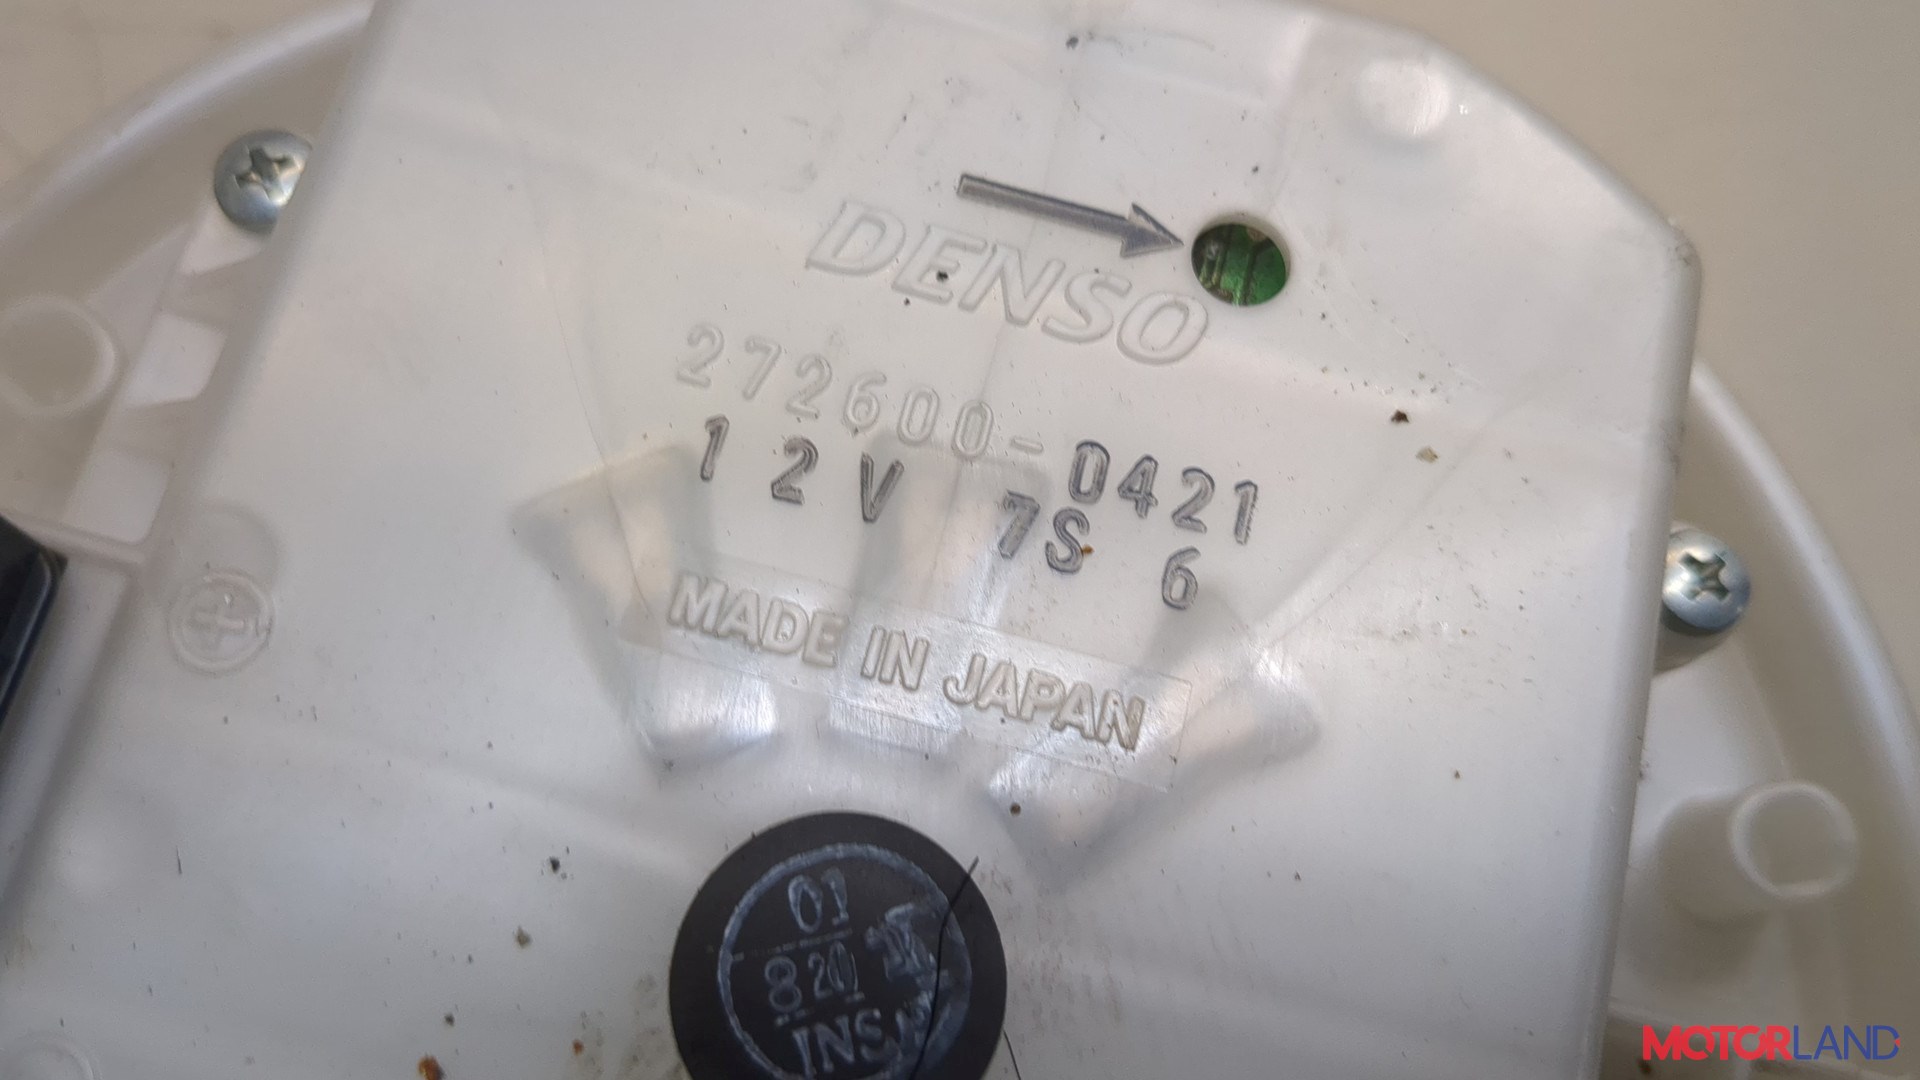 DENSO
272600-0421
12V 7S 6
MADE IN JAPAN
01
820
INS
MOTORLAND